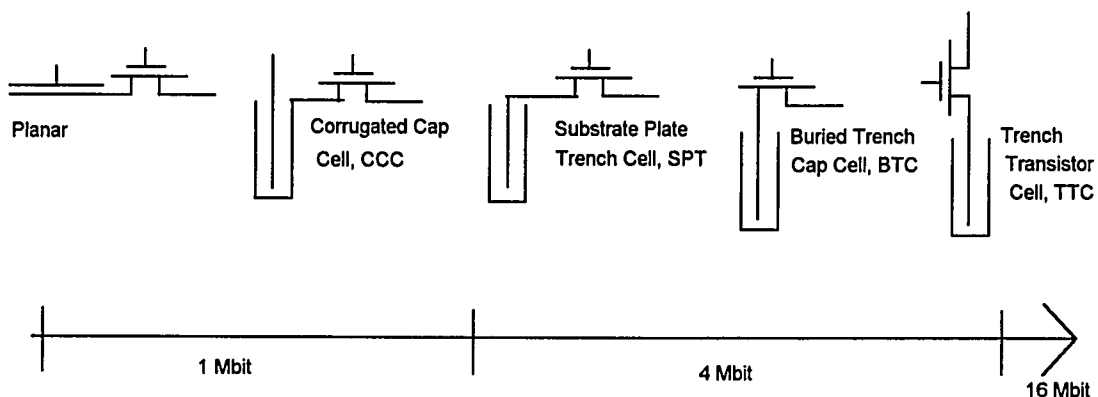 Planar
Corrugated Cap
Cell, CCC
Substrate Plate
Trench Cell, SPT
Buried Trench
Cap Cell, BTC
Trench
Transistor
Cell, TTC
1 Mbit
4 Mbit
16 Mbit